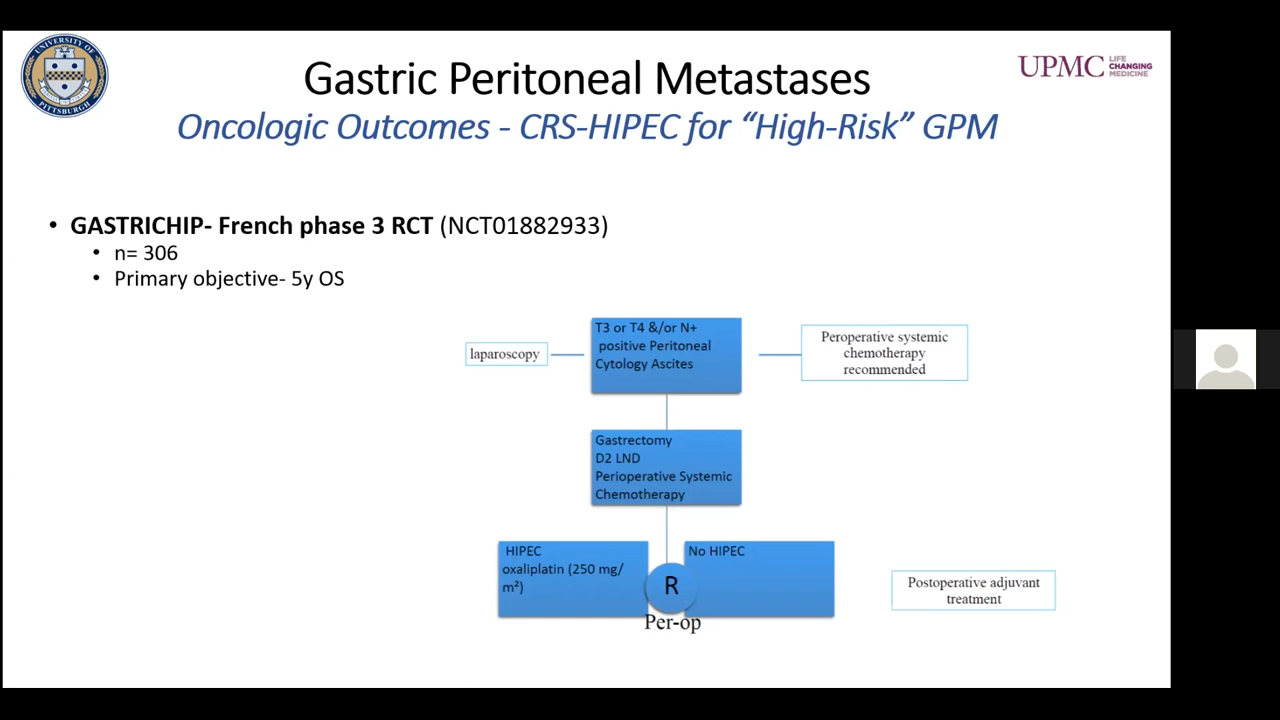 UNIVERSITY OF
PITTSBURGH
Gastric Peritoneal Metastases
UPMC LIFE CHANGING MEDICINE
Oncologic Outcomes - CRS-HIPEC for “High-Risk” GPM
• GASTRICHIP- French phase 3 RCT (NCT01882933)
• n= 306
• Primary objective- 5y OS
laparoscopy
T3 or T4 &/or N+
positive Peritoneal
Cytology Ascites
Peroperative systemic
chemotherapy
recommended
Gastrectomy
D2 LND
Perioperative Systemic
Chemotherapy
HIPEC
oxaliplatin (250 mg/
m²)
R
Per-op
No HIPEC
Postoperative adjuvant
treatment